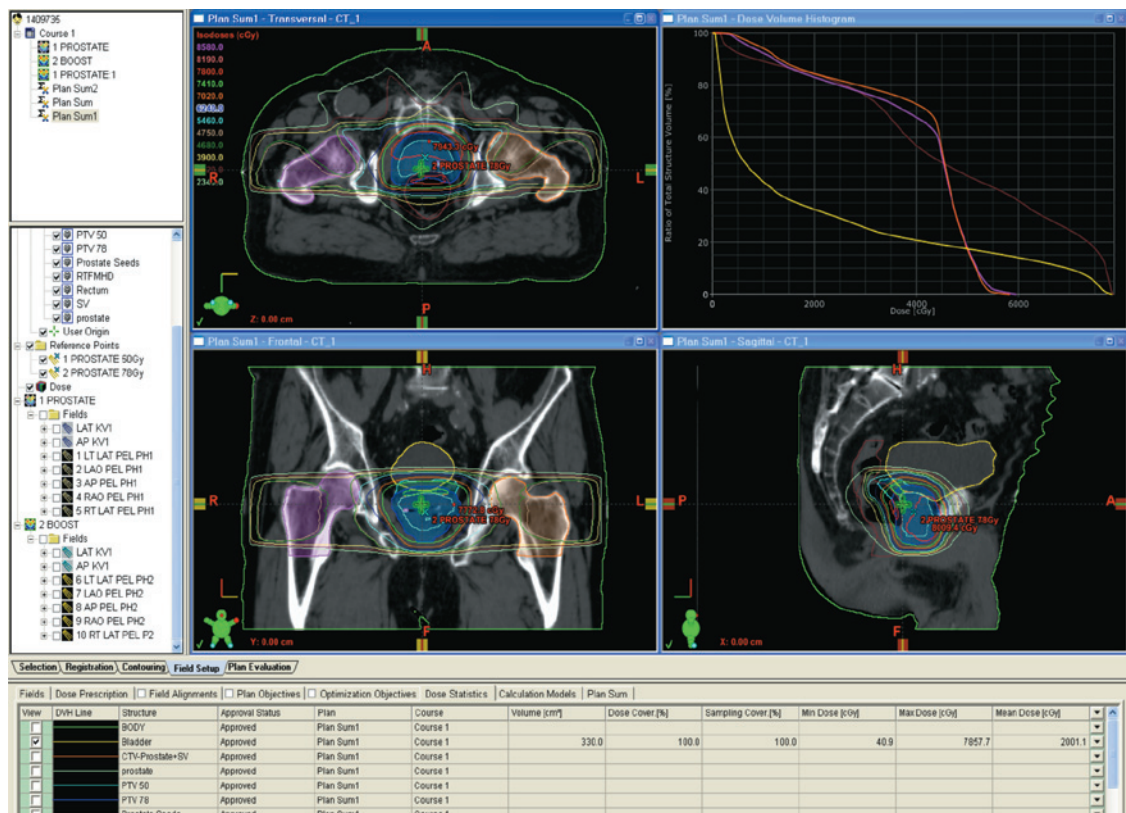 1409735
Course 1
1 PROSTATE
2 BOOST
1 PROSTATE 1
Plan Sum2
Plan Sum
Plan Sum1
PTV 50
PTV 78
Prostate Seeds
RTFMHD
Rectum
SV
prostate
User Origin
Reference Points
1 PROSTATE 50Gy
2 PROSTATE 78Gy
Dose
1 PROSTATE
Fields
LAT KV1
AP KV1
1 LT LAT PEL PH1
2 LAO PEL PH1
3 AP PEL PH1
4 RAO PEL PH1
5 RT LAT PEL PH1
2 BOOST
Fields
LAT KV1
AP KV1
6 LT LAT PEL PH2
7 LAO PEL PH2
8 AP PEL PH2
9 RAO PEL PH2
10 RT LAT PEL P2
Plan Sum1 - Transversal - CT_1
Isodoses (cGy)
8580.0
8190.0
7800.0
7410.0
7020.0
6240.0
5460.0
4750.0
4680.0
3900.0
A
R
L
P
2 PROSTATE 78Gy
Z: 0.00 cm
Plan Sum1 - Dose Volume Histogram
Ratio of Total Structure Volume [%]
100
80
60
40
20
0
0
2000
4000
6000
Dose [cGy]
Plan Sum1 - Frontal - CT_1
H
R
L
F
2 PROSTATE 78Gy
Y: 0.00 cm
Plan Sum1 - Sagittal - CT_1
H
P
A
F
2 PROSTATE 78Gy
8009.4 cGy
X: 0.00 cm
Selection Registration Contouring Field Setup Plan Evaluation
Fields Dose Prescription Field Alignments Plan Objectives Optimization Objectives Dose Statistics Calculation Models Plan Sum
View DVH Line Structure Approval Status Plan Course Volume [cm³] Dose Cover.[%] Sampling Cover.[%] Min Dose [cGy] Max Dose [cGy] Mean Dose [cGy]
BODY Approved Plan Sum1 Course 1
Bladder Approved Plan Sum1 Course 1 330.0 100.0 100.0 40.9 7857.7 2001.1
CTV-Prostate+SV Approved Plan Sum1 Course 1
prostate Approved Plan Sum1 Course 1
PTV 50 Approved Plan Sum1 Course 1
PTV 78 Approved Plan Sum1 Course 1
Prostate Seeds Approved Plan Sum1 Course 1